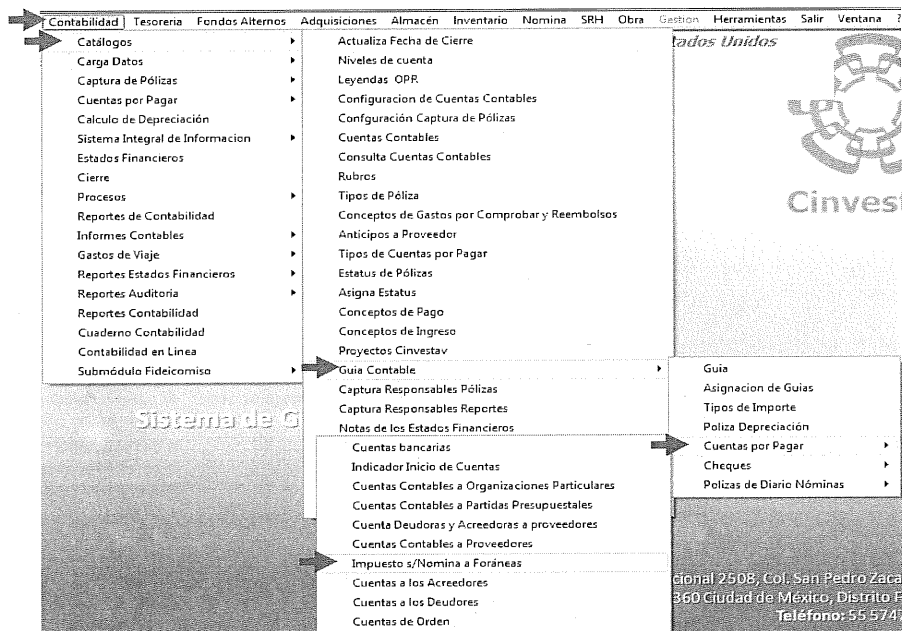 Contabilidad Tesoreria Fondos Alternos Adquisiciones Almacén Inventario Nomina SRH Obra Gestion Herramientas Salir Ventana ?
Catálogos
Carga Datos
Captura de Pólizas
Cuentas por Pagar
Calculo de Depreciación
Sistema Integral de Informacion
Estados Financieros
Cierre
Procesos
Reportes de Contabilidad
Informes Contables
Gastos de Viaje
Reportes Estados Financieros
Reportes Auditoria
Reportes Contabilidad
Cuaderno Contabilidad
Contabilidad en Linea
Submódulo Fideicomiso
Actualiza Fecha de Cierre
Niveles de cuenta
Leyendas OPR
Configuracion de Cuentas Contables
Confguración Captura de Pólizas
Cuentas Contables
Consulta Cuentas Contables
Rubros
Tipos de Póliza
Conceptos de Gastos por Comprobar y Reembolsos
Anticipos a Proveedor
Tipos de Cuentas por Pagar
Estatus de Pólizas
Asigna Estatus
Conceptos de Pago
Conceptos de Ingreso
Proyectos Cinvestav
Guia Contable
Captura Responsables Pólizas
Captura Responsables Reportes
Notas de los Estados Financieros
Cuentas bancarias
Indicador Inicio de Cuentas
Cuentas Contables a Organizaciones Particulares
Cuentas Contables a Partidas Presupuestales
Cuenta Deudoras y Acreedoras a proveedores
Cuentas Contables a Proveedores
Impuesto s/Nomina a Foráneas
Cuentas a los Acreedores
Cuentas a los Deudores
Cuentas de Orden
Guia
Asignacion de Guias
Tipos de Importe
Poliza Depreciación
Cuentas por Pagar
Cheques
Polizas de Diario Nóminas
tados Unidos
Cinvest
Sistema de G
cional 2508, Col. San Pedro Zaca
360 Ciudad de México, Distrito F
Teléfono: 55 5747